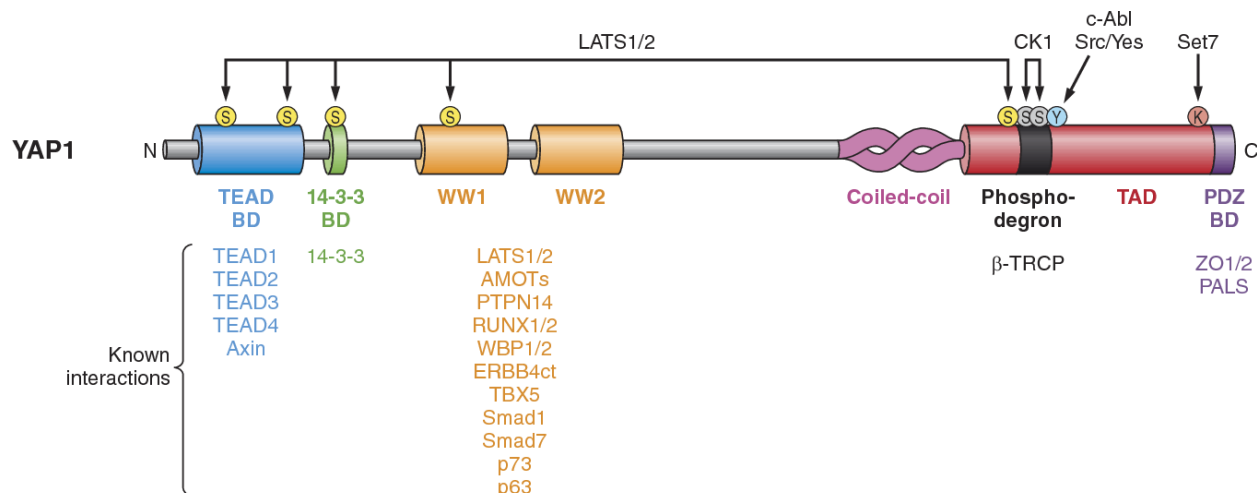 c-Abl
LATS1/2 CK1 Src/Yes Set7
S S S S S S S Y K
YAP1 N C
TEAD 14-3-3 WW1 WW2 Coiled-coil Phospho- TAD PDZ
BD BD degron BD
TEAD1 14-3-3 LATS1/2 β-TRCP ZO1/2
TEAD2 AMOTs PALS
TEAD3 PTPN14
TEAD4 RUNX1/2
Axin WBP1/2
Known
interactions
ERBB4ct
TBX5
Smad1
Smad7
p73
p63